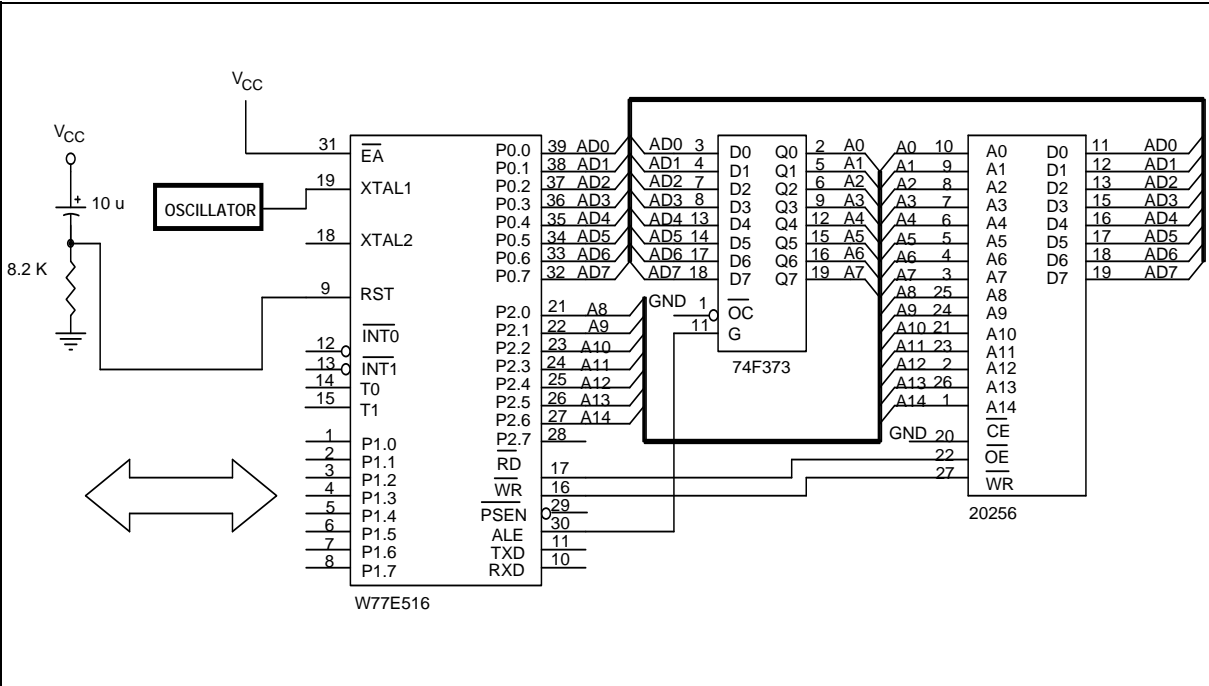 VCC
VCC
+
10 u
8.2 K
OSCILLATOR
31 EA
19 XTAL1
18 XTAL2
9 RST
12 INT0
13 INT1
14 T0
15 T1
1 P1.0
2 P1.1
3 P1.2
4 P1.3
5 P1.4
6 P1.5
7 P1.6
8 P1.7
P0.0 39 AD0
P0.1 38 AD1
P0.2 37 AD2
P0.3 36 AD3
P0.4 35 AD4
P0.5 34 AD5
P0.6 33 AD6
P0.7 32 AD7
P2.0 21 A8
P2.1 22 A9
P2.2 23 A10
P2.3 24 A11
P2.4 25 A12
P2.5 26 A13
P2.6 27 A14
P2.7 28
RD 17
WR 16
PSEN 29
ALE 30
TXD 11
RXD 10
W77E516
AD0 3 D0 Q0 2 A0
AD1 4 D1 Q1 5 A1
AD2 7 D2 Q2 6 A2
AD3 8 D3 Q3 9 A3
AD4 13 D4 Q4 12 A4
AD5 14 D5 Q5 15 A5
AD6 17 D6 Q6 16 A6
AD7 18 D7 Q7 19 A7
GND 1 OC
11 G
74F373
A0 10 A0 D0 11 AD0
A1 9 A1 D1 12 AD1
A2 8 A2 D2 13 AD2
A3 7 A3 D3 15 AD3
A4 6 A4 D4 16 AD4
A5 5 A5 D5 17 AD5
A6 4 A6 D6 18 AD6
A7 3 A7 D7 19 AD7
A8 25 A8
A9 24 A9
A10 21 A10
A11 23 A11
A12 2 A12
A13 26 A13
A14 1 A14
GND 20 CE
22 OE
27 WR
20256